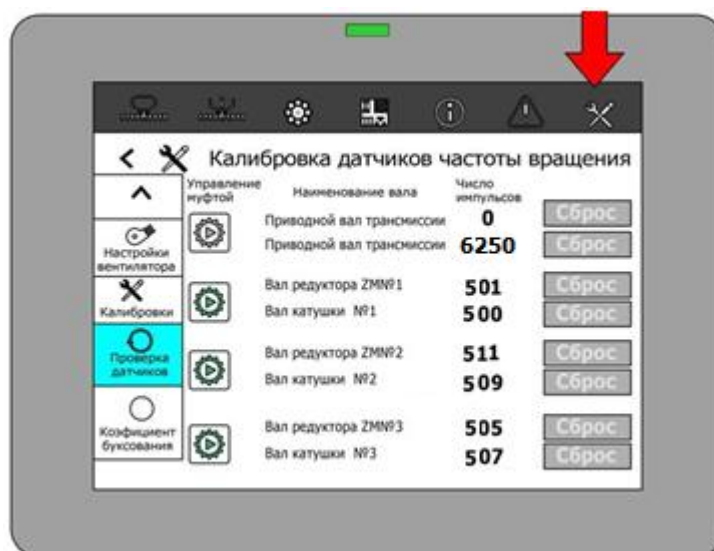 Калибровка датчиков частоты вращения
Управление муфтой
Наименование вала
Число импульсов
Приводной вал трансмиссии 0 Сброс
Приводной вал трансмиссии 6250 Сброс
Вал редуктора ZM№1 501 Сброс
Вал катушки №1 500 Сброс
Вал редуктора ZM№2 511 Сброс
Вал катушки №2 509 Сброс
Вал редуктора ZM№3 505 Сброс
Вал катушки №3 507 Сброс
Настройки
вентилятора
Калибровки
Проверка
датчиков
Коэфициент
буксования